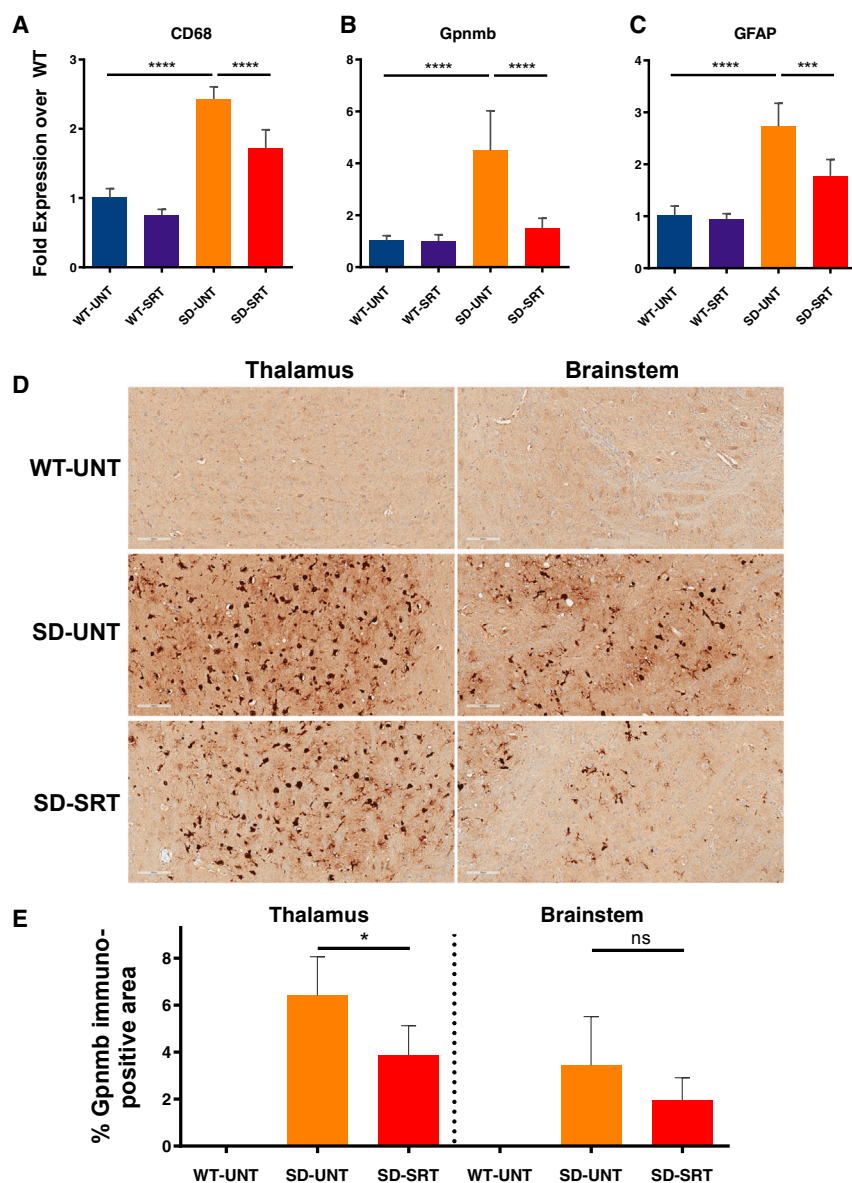 A
CD68
Fold Expression over WT
3
2
1
0
****
****
WT-UNT
WT-SRT
SD-UNT
SD-SRT
B
Gpnmb
8
6
4
2
0
****
****
WT-UNT
WT-SRT
SD-UNT
SD-SRT
C
GFAP
4
3
2
1
0
****
***
WT-UNT
WT-SRT
SD-UNT
SD-SRT
D
Thalamus
Brainstem
WT-UNT
SD-UNT
SD-SRT
E
Thalamus
Brainstem
% Gpnmb immuno-
positive area
8
6
4
2
0
*
ns
WT-UNT
SD-UNT
SD-SRT
WT-UNT
SD-UNT
SD-SRT